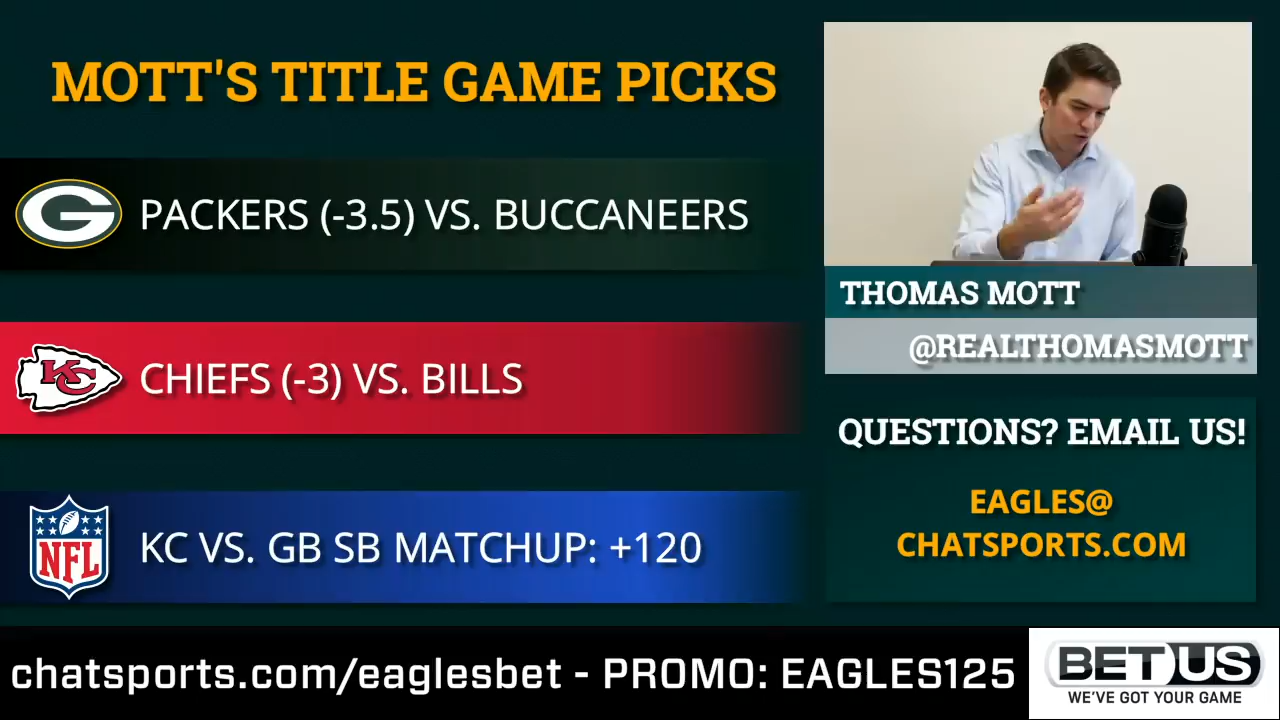 MOTT'S TITLE GAME PICKS
G
PACKERS (-3.5) VS. BUCCANEERS
KC
CHIEFS (-3) VS. BILLS
NFL
KC VS. GB SB MATCHUP: +120
THOMAS MOTT
@REALTHOMASMOTT
QUESTIONS? EMAIL US!
EAGLES@
CHATSPORTS.COM
chatsports.com/eaglesbet - PROMO: EAGLES125
BETUS
WE'VE GOT YOUR GAME